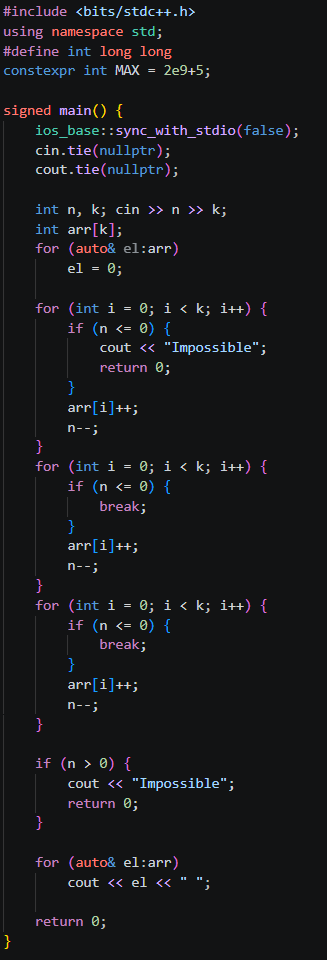 #include <bits/stdc++.h>
using namespace std;
#define int long long
constexpr int MAX = 2e9+5;

signed main() {
    ios_base::sync_with_stdio(false);
    cin.tie(nullptr);
    cout.tie(nullptr);

    int n, k; cin >> n >> k;
    int arr[k];
    for (auto& el:arr)
        el = 0;

    for (int i = 0; i < k; i++) {
        if (n <= 0) {
            cout << "Impossible";
            return 0;
        }
        arr[i]++;
        n--;
    }
    for (int i = 0; i < k; i++) {
        if (n <= 0) {
            break;
        }
        arr[i]++;
        n--;
    }
    for (int i = 0; i < k; i++) {
        if (n <= 0) {
            break;
        }
        arr[i]++;
        n--;
    }

    if (n > 0) {
        cout << "Impossible";
        return 0;
    }

    for (auto& el:arr)
        cout << el << " ";

    return 0;
}